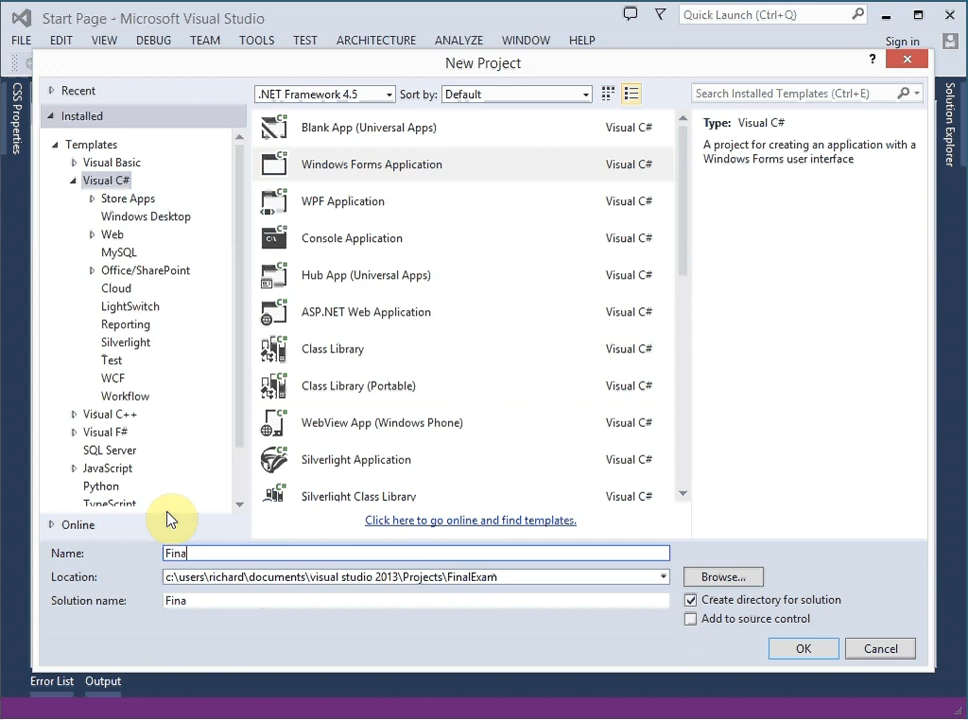 Start Page - Microsoft Visual Studio
Quick Launch (Ctrl+Q)
FILE EDIT VIEW DEBUG TEAM TOOLS TEST ARCHITECTURE ANALYZE WINDOW HELP
Sign in
New Project
?
CSS Properties
Solution Explorer
Recent
Installed
.NET Framework 4.5
Sort by: Default
Search Installed Templates (Ctrl+E)
Templates
Visual Basic
Visual C#
Store Apps
Windows Desktop
Web
MySQL
Office/SharePoint
Cloud
LightSwitch
Reporting
Silverlight
Test
WCF
Workflow
Visual C++
Visual F#
SQL Server
JavaScript
Python
TypeScript
Online
Blank App (Universal Apps) Visual C#
Windows Forms Application Visual C#
WPF Application Visual C#
Console Application Visual C#
Hub App (Universal Apps) Visual C#
ASP.NET Web Application Visual C#
Class Library Visual C#
Class Library (Portable) Visual C#
WebView App (Windows Phone) Visual C#
Silverlight Application Visual C#
Silverlight Class Library Visual C#
Click here to go online and find templates.
Type: Visual C#
A project for creating an application with a
Windows Forms user interface
Name: Fina
Location: c:\users\richard\documents\visual studio 2013\Projects\FinalExam
Browse...
Solution name: Fina
Create directory for solution
Add to source control
OK Cancel
Error List Output